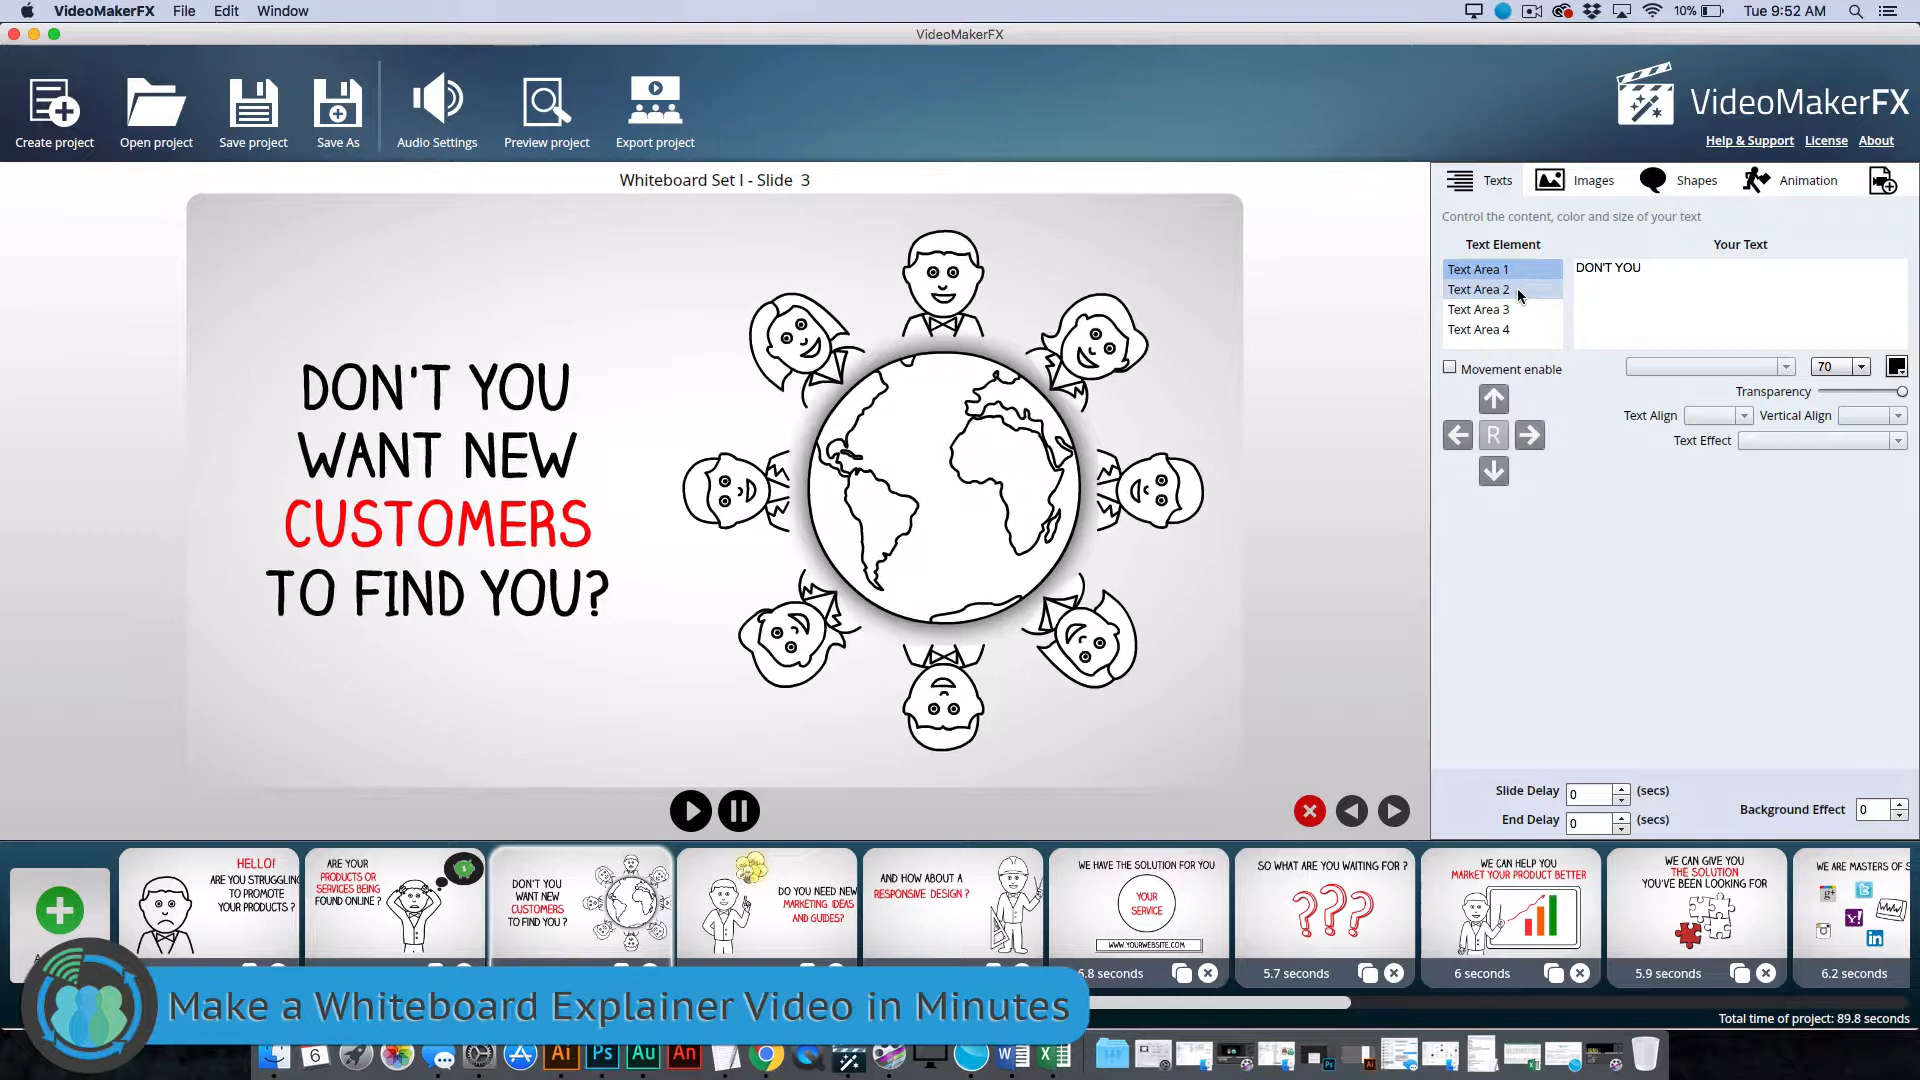 VideoMakerFX File Edit Window
10% Tue 9:52 AM
VideoMakerFX
Create project Open project Save project Save As Audio Settings Preview project Export project
VideoMakerFX
Help & Support License About
Whiteboard Set I - Slide 3
DON'T YOU
WANT NEW
CUSTOMERS
TO FIND YOU?
Texts Images Shapes Animation
Control the content, color and size of your text
Text Element Your Text
Text Area 1
Text Area 2
Text Area 3
Text Area 4
DON'T YOU
Movement enable
70
Transparency
Text Align Vertical Align
R
Text Effect
Slide Delay 0 (secs)
End Delay 0 (secs)
Background Effect 0
HELLO!
ARE YOU STRUGGLING
TO PROMOTE
YOUR PRODUCTS ?
ARE YOUR
PRODUCTS OR
SERVICES BEING
FOUND ONLINE ?
$
DON'T YOU
WANT NEW
CUSTOMERS
TO FIND YOU ?
DO YOU NEED NEW
MARKETING IDEAS
AND GUIDES?
AND HOW ABOUT A
RESPONSIVE DESIGN ?
WE HAVE THE SOLUTION FOR YOU
YOUR
SERVICE
WWW.YOURWEBSITE.COM
6.8 seconds
SO WHAT ARE YOU WAITING FOR ?
???
5.7 seconds
WE CAN HELP YOU
MARKET YOUR PRODUCT BETTER
6 seconds
WE CAN GIVE YOU
THE SOLUTION
YOU'VE BEEN LOOKING FOR
5.9 seconds
WE ARE MASTERS OF S
g+
Y!
in
6.2 seconds
Make a Whiteboard Explainer Video in Minutes
Total time of project: 89.8 seconds
6 Ai Ps Au An W X